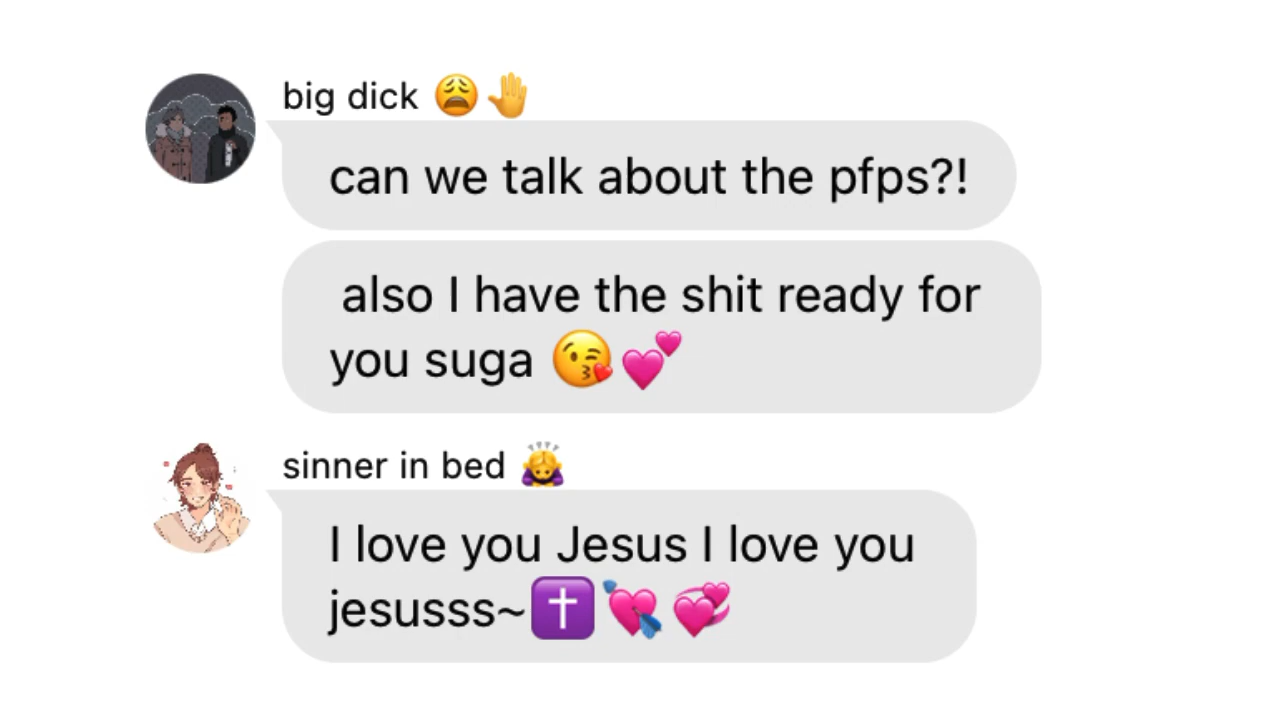 big dick 😩🤚
can we talk about the pfps?!
also I have the shit ready for
you suga 😘💕
sinner in bed 🙇‍♀️
I love you Jesus I love you
jesusss~✝️💘💞